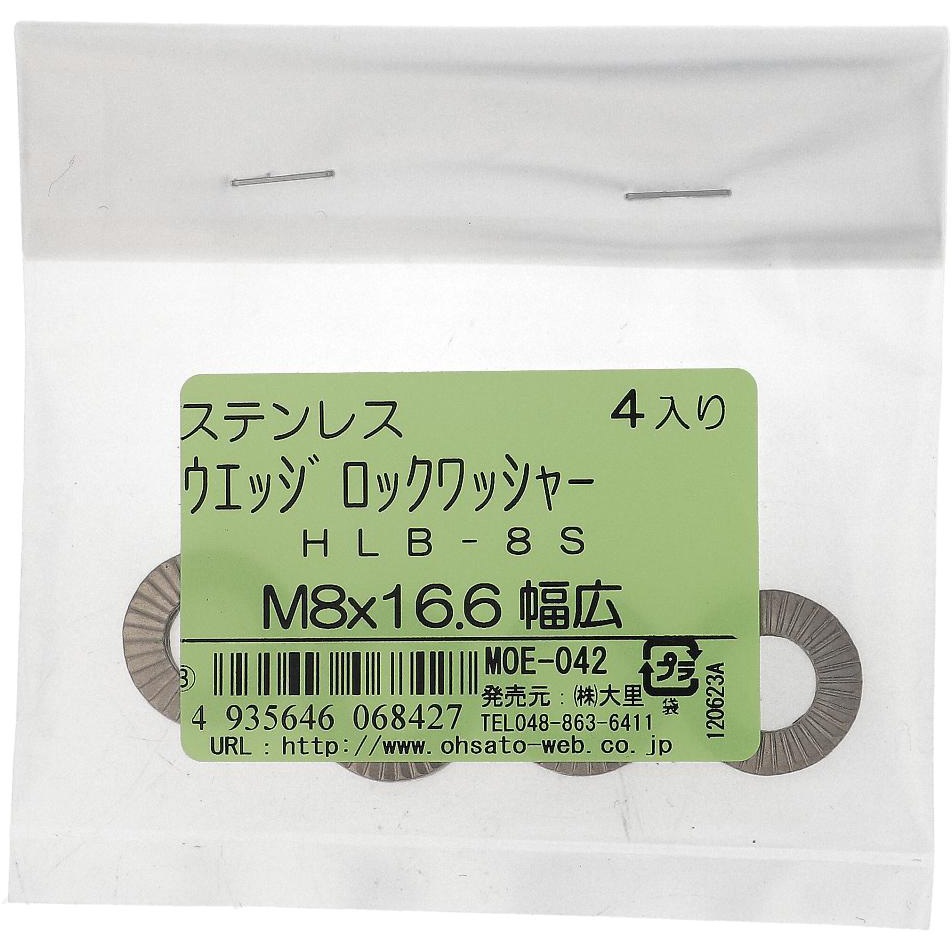 ステンレス 4入り
ウエッジ ロックワッシャー
HLB-8S
M8x16.6 幅広
MOE-042
プラ
袋
発売元:㈱大里
4 935646 068427
TEL048-863-6411
URL:http://www.ohsato-web.co.jp
120623A